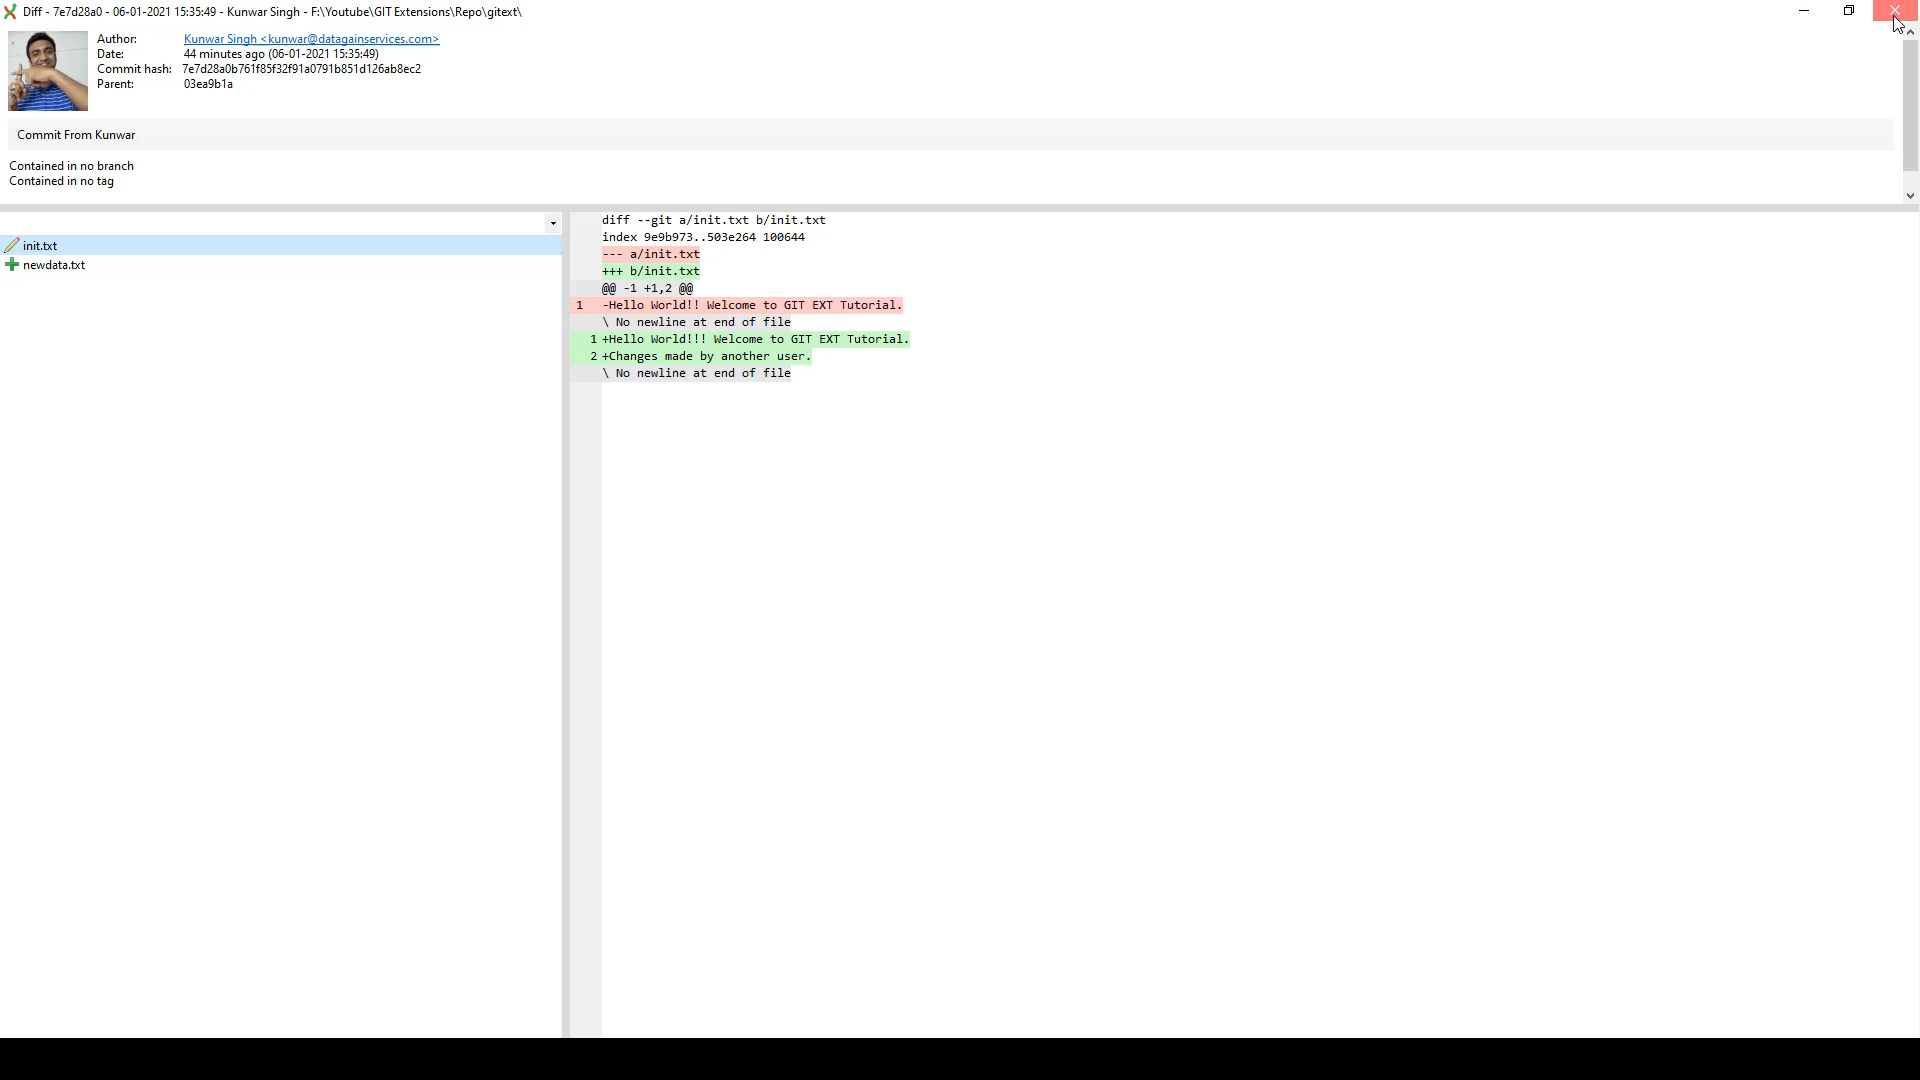 Diff - 7e7d28a0 - 06-01-2021 15:35:49 - Kunwar Singh - F:\Youtube\GIT Extensions\Repo\gitext\
Author: Kunwar Singh <kunwar@datagainservices.com>
Date: 44 minutes ago (06-01-2021 15:35:49)
Commit hash: 7e7d28a0b761f85f32f91a0791b851d126ab8ec2
Parent: 03ea9b1a
Commit From Kunwar
Contained in no branch
Contained in no tag
init.txt
newdata.txt
diff --git a/init.txt b/init.txt
index 9e9b973..503e264 100644
--- a/init.txt
+++ b/init.txt
@@ -1 +1,2 @@
1 -Hello World!! Welcome to GIT EXT Tutorial.
\ No newline at end of file
1 +Hello World!!! Welcome to GIT EXT Tutorial.
2 +Changes made by another user.
\ No newline at end of file